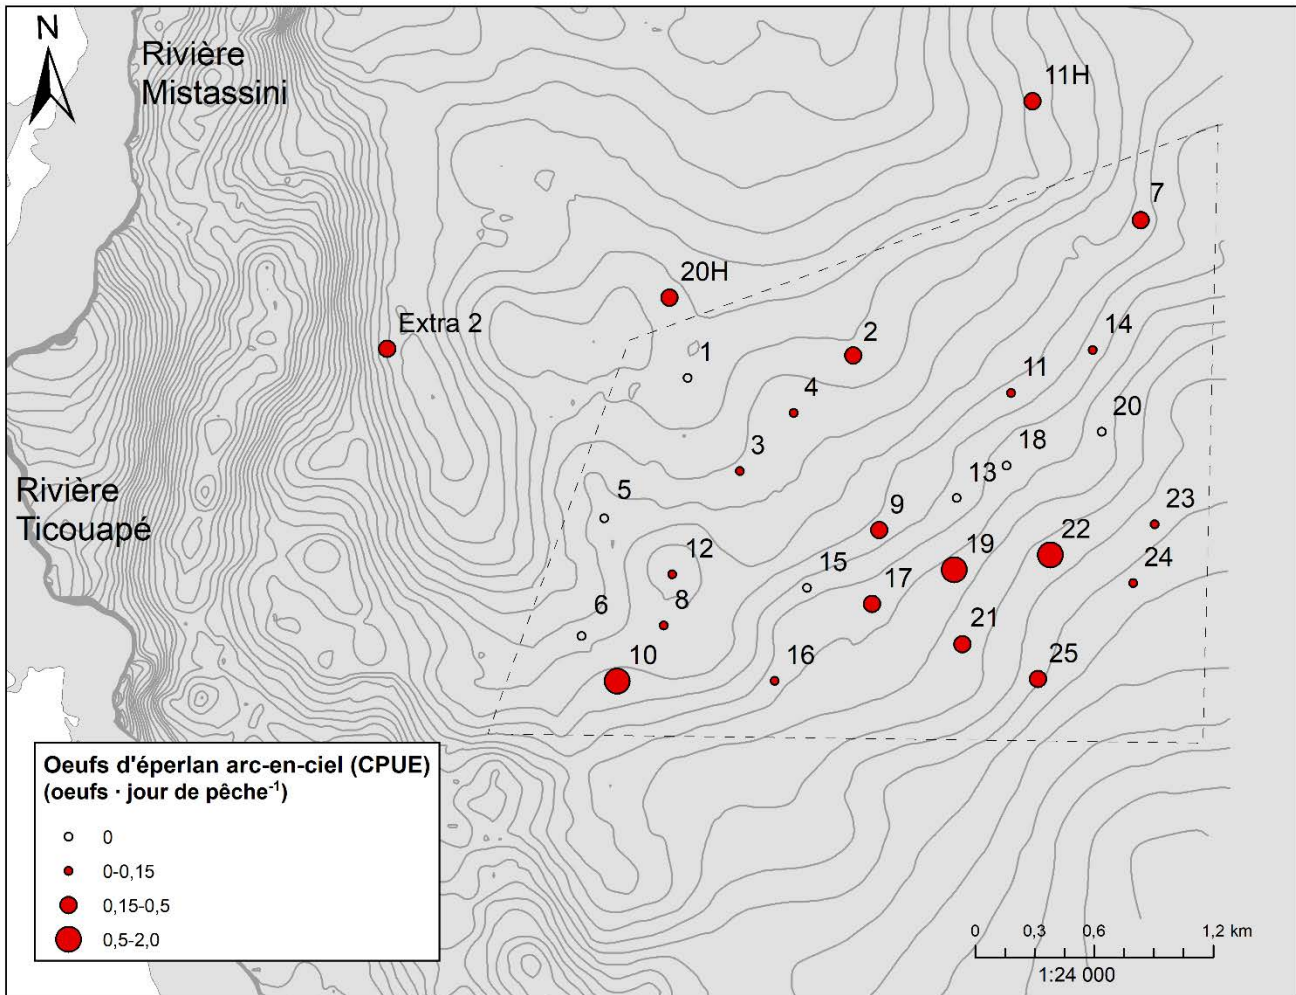 N
Rivière
Mistassini
11H
7
20H
Extra 2
2
14
1
11
4
20
18
3
13
5
23
9
22
12
19
15
24
17
8
6
21
10
16
25
Rivière
Ticouapé
Oeufs d'éperlan arc-en-ciel (CPUE)
(oeufs · jour de pêche⁻¹)
0
0-0,15
0,15-0,5
0,5-2,0
0 0,3 0,6 1,2 km
1:24 000